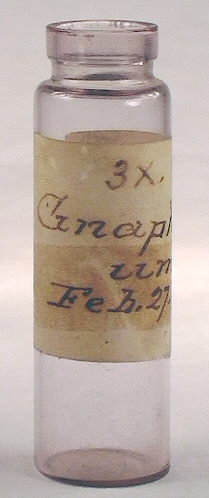 3x.
Gnaph
um
Feb. 27.